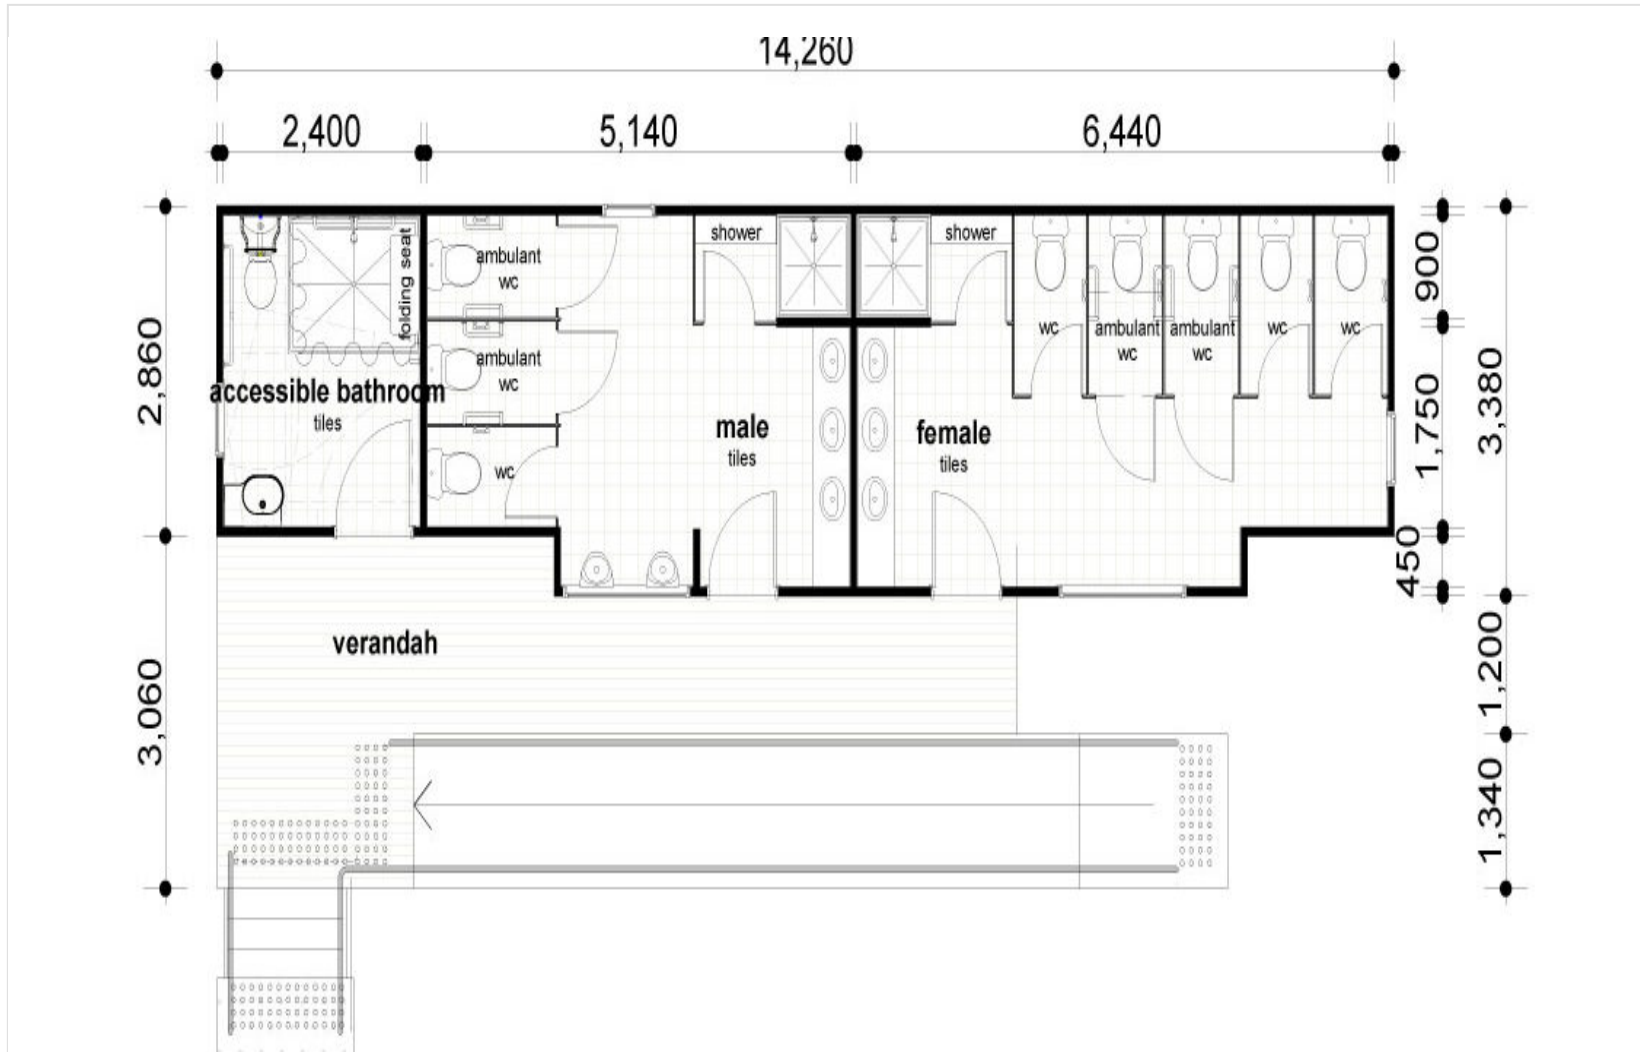 14,260
2,400
5,140
6,440
shower
shower
ambulant
wc
folding seat
900
wc
ambulant
wc
ambulant
wc
wc
wc
2,860
ambulant
wc
3,380
accessible bathroom
tiles
1,750
male
tiles
female
tiles
wc
450
verandah
1,200
3,060
1,340